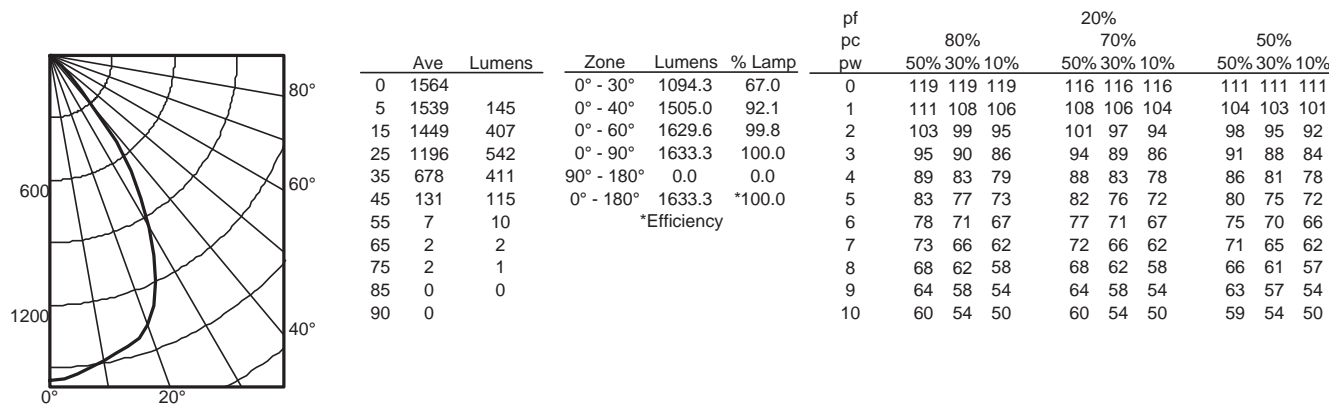 600
1200
0°
20°
40°
60°
80°
Ave Lumens
0 1564
5 1539 145
15 1449 407
25 1196 542
35 678 411
45 131 115
55 7 10
65 2 2
75 2 1
85 0 0
90 0
Zone Lumens % Lamp
0° - 30° 1094.3 67.0
0° - 40° 1505.0 92.1
0° - 60° 1629.6 99.8
0° - 90° 1633.3 100.0
90° - 180° 0.0 0.0
0° - 180° 1633.3 *100.0
*Efficiency
pf 20%
pc 80% 70% 50%
pw 50% 30% 10% 50% 30% 10% 50% 30% 10%
0 119 119 119 116 116 116 111 111 111
1 111 108 106 108 106 104 104 103 101
2 103 99 95 101 97 94 98 95 92
3 95 90 86 94 89 86 91 88 84
4 89 83 79 88 83 78 86 81 78
5 83 77 73 82 76 72 80 75 72
6 78 71 67 77 71 67 75 70 66
7 73 66 62 72 66 62 71 65 62
8 68 62 58 68 62 58 66 61 57
9 64 58 54 64 58 54 63 57 54
10 60 54 50 60 54 50 59 54 50